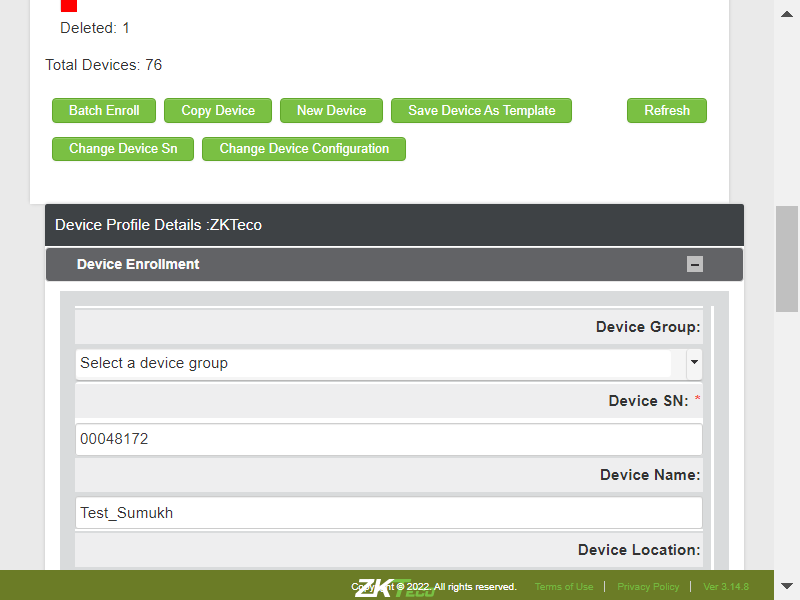 Deleted: 1
Total Devices: 76
Batch Enroll Copy Device New Device Save Device As Template Refresh
Change Device Sn Change Device Configuration
Device Profile Details :ZKTeco
Device Enrollment
Device Group:
Select a device group
Device SN: *
00048172
Device Name:
Test_Sumukh
Device Location:
ZKTeco
Copyright © 2022. All rights reserved. Terms of Use | Privacy Policy | Ver 3.14.8